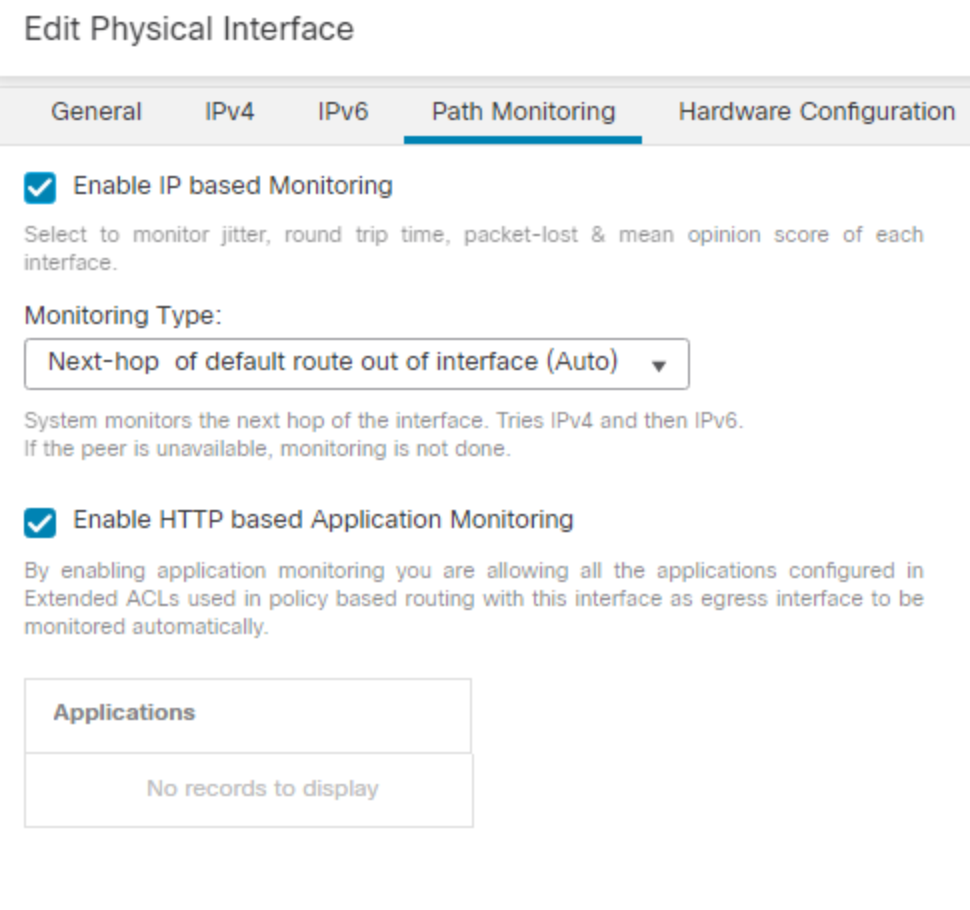 Edit Physical Interface
General IPv4 IPv6 Path Monitoring Hardware Configuration
Enable IP based Monitoring
Select to monitor jitter, round trip time, packet-lost & mean opinion score of each
interface.
Monitoring Type:
Next-hop of default route out of interface (Auto)
System monitors the next hop of the interface. Tries IPv4 and then IPv6.
If the peer is unavailable, monitoring is not done.
Enable HTTP based Application Monitoring
By enabling application monitoring you are allowing all the applications configured in
Extended ACLs used in policy based routing with this interface as egress interface to be
monitored automatically.
Applications
No records to display